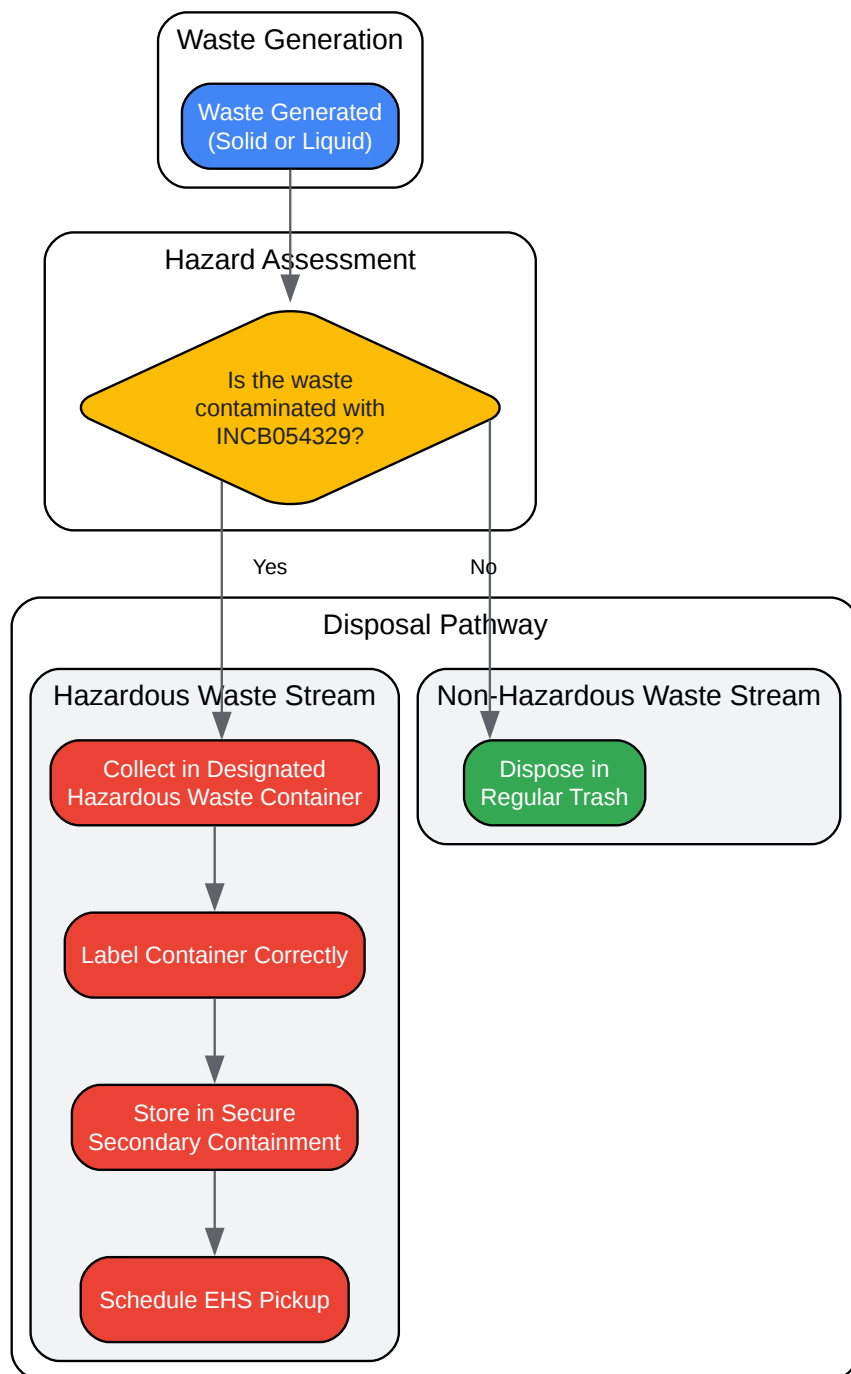 Waste Generation
Waste Generated
(Solid or Liquid)
Hazard Assessment
Is the waste
contaminated with
INCB054329?
Yes
No
Disposal Pathway
Hazardous Waste Stream
Non-Hazardous Waste Stream
Collect in Designated
Hazardous Waste Container
Dispose in
Regular Trash
Label Container Correctly
Store in Secure
Secondary Containment
Schedule EHS Pickup